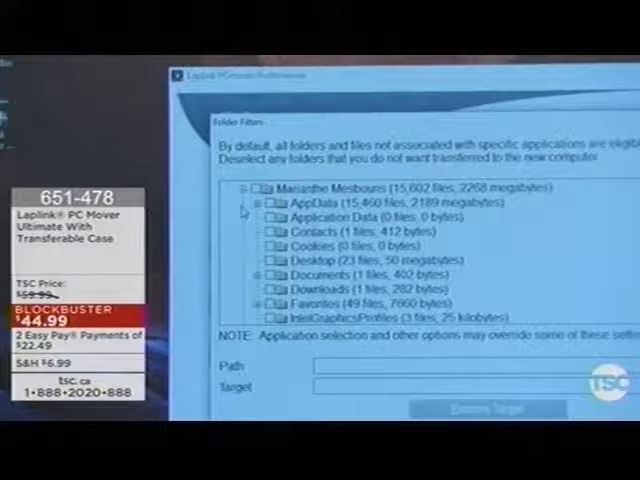 Laplink PCmover Professional
Folder Filters
By default, all folders and files not associated with specific applications are eligi
Deselect any folders that you do not want transferred to the new computer
Marianthe Mesbouris (15,602 files, 2268 megabytes)
AppData (15,460 files, 2189 megabytes)
Application Data (0 files, 0 bytes)
Contacts (1 files, 412 bytes)
Cookies (0 files, 0 bytes)
Desktop (23 files, 50 megabytes)
Documents (1 files, 402 bytes)
Downloads (1 files, 282 bytes)
Favorites (49 files, 7660 bytes)
IntelGraphicsProfiles (3 files, 25 kilobytes)
NOTE: Application selection and other options may override some of these settin
Path
Target
651-478
Laplink® PC Mover
Ultimate With
Transferable Case
TSC Price:
$59.99
BLOCKBUSTER
$44.99
2 Easy Pay® Payments of
$22.49
S&H $6.99
tsc.ca
1+888+2020+888
TSC